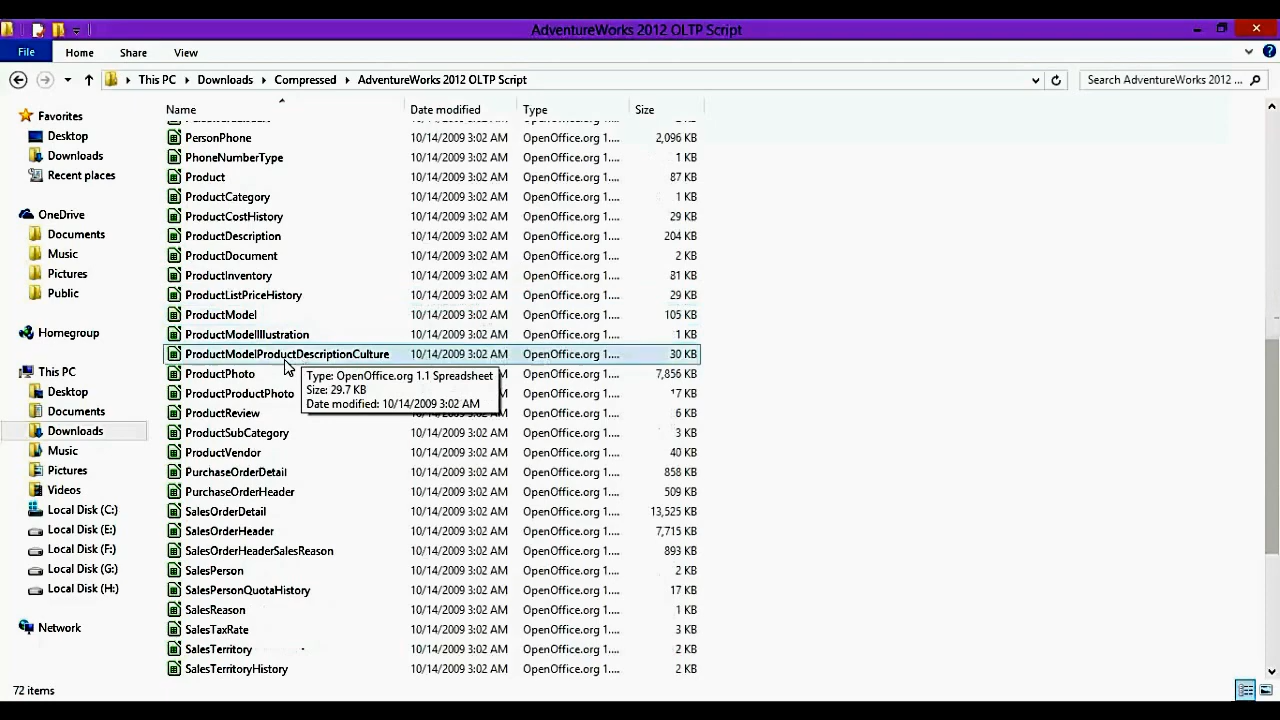 AdventureWorks 2012 OLTP Script
File Home Share View
This PC Downloads Compressed AdventureWorks 2012 OLTP Script Search AdventureWorks 2012 ...
Name Date modified Type Size
Favorites
Desktop
Downloads
Recent places
OneDrive
Documents
Music
Pictures
Public
Homegroup
This PC
Desktop
Documents
Downloads
Music
Pictures
Videos
Local Disk (C:)
Local Disk (E:)
Local Disk (F:)
Local Disk (G:)
Local Disk (H:)
Network
PersonPhone 10/14/2009 3:02 AM OpenOffice.org 1.... 2,096 KB
PhoneNumberType 10/14/2009 3:02 AM OpenOffice.org 1.... 1 KB
Product 10/14/2009 3:02 AM OpenOffice.org 1.... 87 KB
ProductCategory 10/14/2009 3:02 AM OpenOffice.org 1.... 1 KB
ProductCostHistory 10/14/2009 3:02 AM OpenOffice.org 1.... 29 KB
ProductDescription 10/14/2009 3:02 AM OpenOffice.org 1.... 204 KB
ProductDocument 10/14/2009 3:02 AM OpenOffice.org 1.... 2 KB
ProductInventory 10/14/2009 3:02 AM OpenOffice.org 1.... 31 KB
ProductListPriceHistory 10/14/2009 3:02 AM OpenOffice.org 1.... 29 KB
ProductModel 10/14/2009 3:02 AM OpenOffice.org 1.... 105 KB
ProductModelIllustration 10/14/2009 3:02 AM OpenOffice.org 1.... 1 KB
ProductModelProductDescriptionCulture 10/14/2009 3:02 AM OpenOffice.org 1.... 30 KB
ProductPhoto 10/14/2009 3:02 AM OpenOffice.org 1.... 7,856 KB
ProductProductPhoto 10/14/2009 3:02 AM OpenOffice.org 1.... 17 KB
ProductReview 10/14/2009 3:02 AM OpenOffice.org 1.... 6 KB
Type: OpenOffice.org 1.1 Spreadsheet
Size: 29.7 KB
Date modified: 10/14/2009 3:02 AM
ProductSubCategory 10/14/2009 3:02 AM OpenOffice.org 1.... 3 KB
ProductVendor 10/14/2009 3:02 AM OpenOffice.org 1.... 40 KB
PurchaseOrderDetail 10/14/2009 3:02 AM OpenOffice.org 1.... 858 KB
PurchaseOrderHeader 10/14/2009 3:02 AM OpenOffice.org 1.... 509 KB
SalesOrderDetail 10/14/2009 3:02 AM OpenOffice.org 1.... 13,525 KB
SalesOrderHeader 10/14/2009 3:02 AM OpenOffice.org 1.... 7,715 KB
SalesOrderHeaderSalesReason 10/14/2009 3:02 AM OpenOffice.org 1.... 893 KB
SalesPerson 10/14/2009 3:02 AM OpenOffice.org 1.... 2 KB
SalesPersonQuotaHistory 10/14/2009 3:02 AM OpenOffice.org 1.... 17 KB
SalesReason 10/14/2009 3:02 AM OpenOffice.org 1.... 1 KB
SalesTaxRate 10/14/2009 3:02 AM OpenOffice.org 1.... 3 KB
SalesTerritory 10/14/2009 3:02 AM OpenOffice.org 1.... 2 KB
SalesTerritoryHistory 10/14/2009 3:02 AM OpenOffice.org 1.... 2 KB
72 items